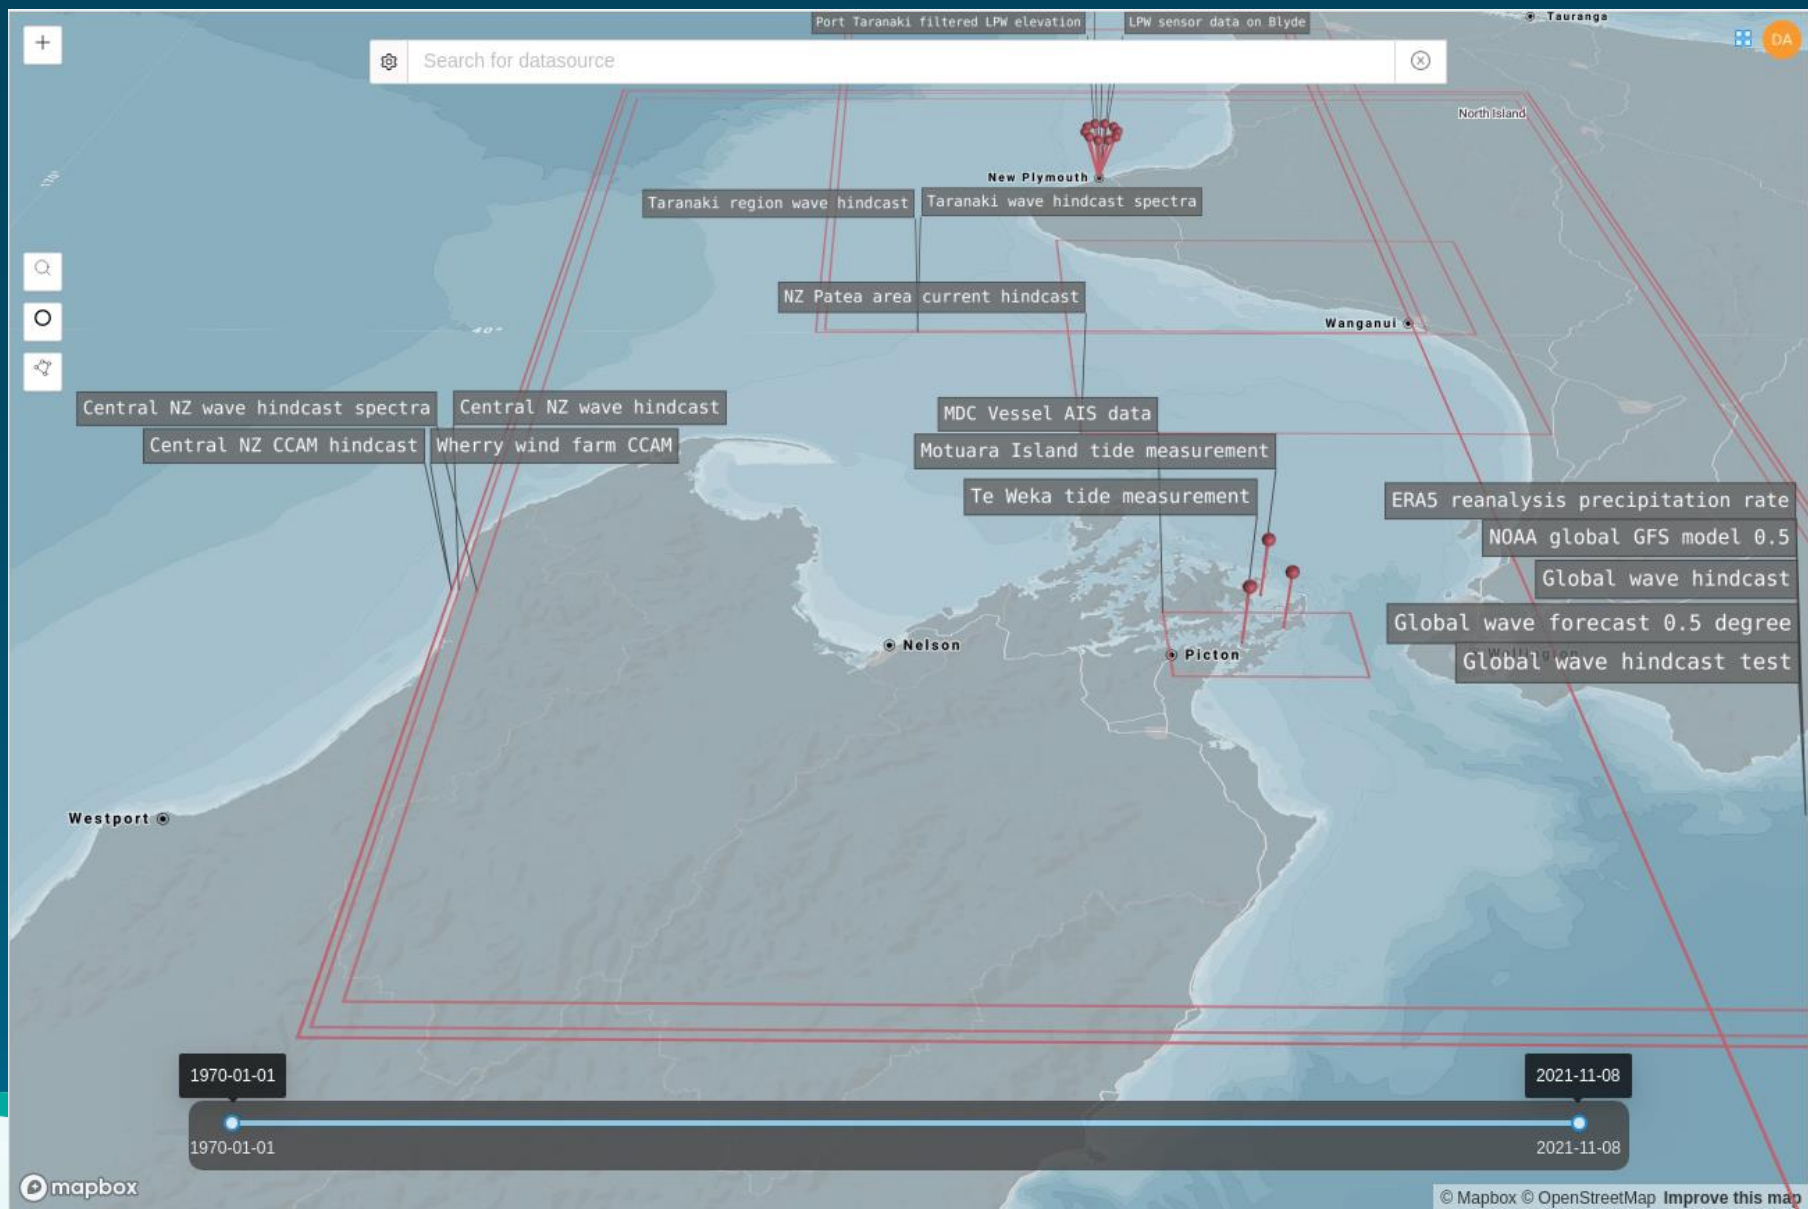 Port Taranaki filtered LPW elevation
LPW sensor data on Blyde
Tauranga
DA
Search for datasource
North Island
170°
New Plymouth
Taranaki region wave hindcast
Taranaki wave hindcast spectra
NZ Patea area current hindcast
Wanganui
40°
Central NZ wave hindcast spectra
Central NZ wave hindcast
MDC Vessel AIS data
Central NZ CCAM hindcast
Wherry wind farm CCAM
Motuara Island tide measurement
Te Weka tide measurement
ERA5 reanalysis precipitation rate
NOAA global GFS model 0.5
Global wave hindcast
Global wave forecast 0.5 degree
Nelson
Picton
Wellington
Global wave hindcast test
Westport
1970-01-01
2021-11-08
1970-01-01
2021-11-08
mapbox
© Mapbox © OpenStreetMap Improve this map